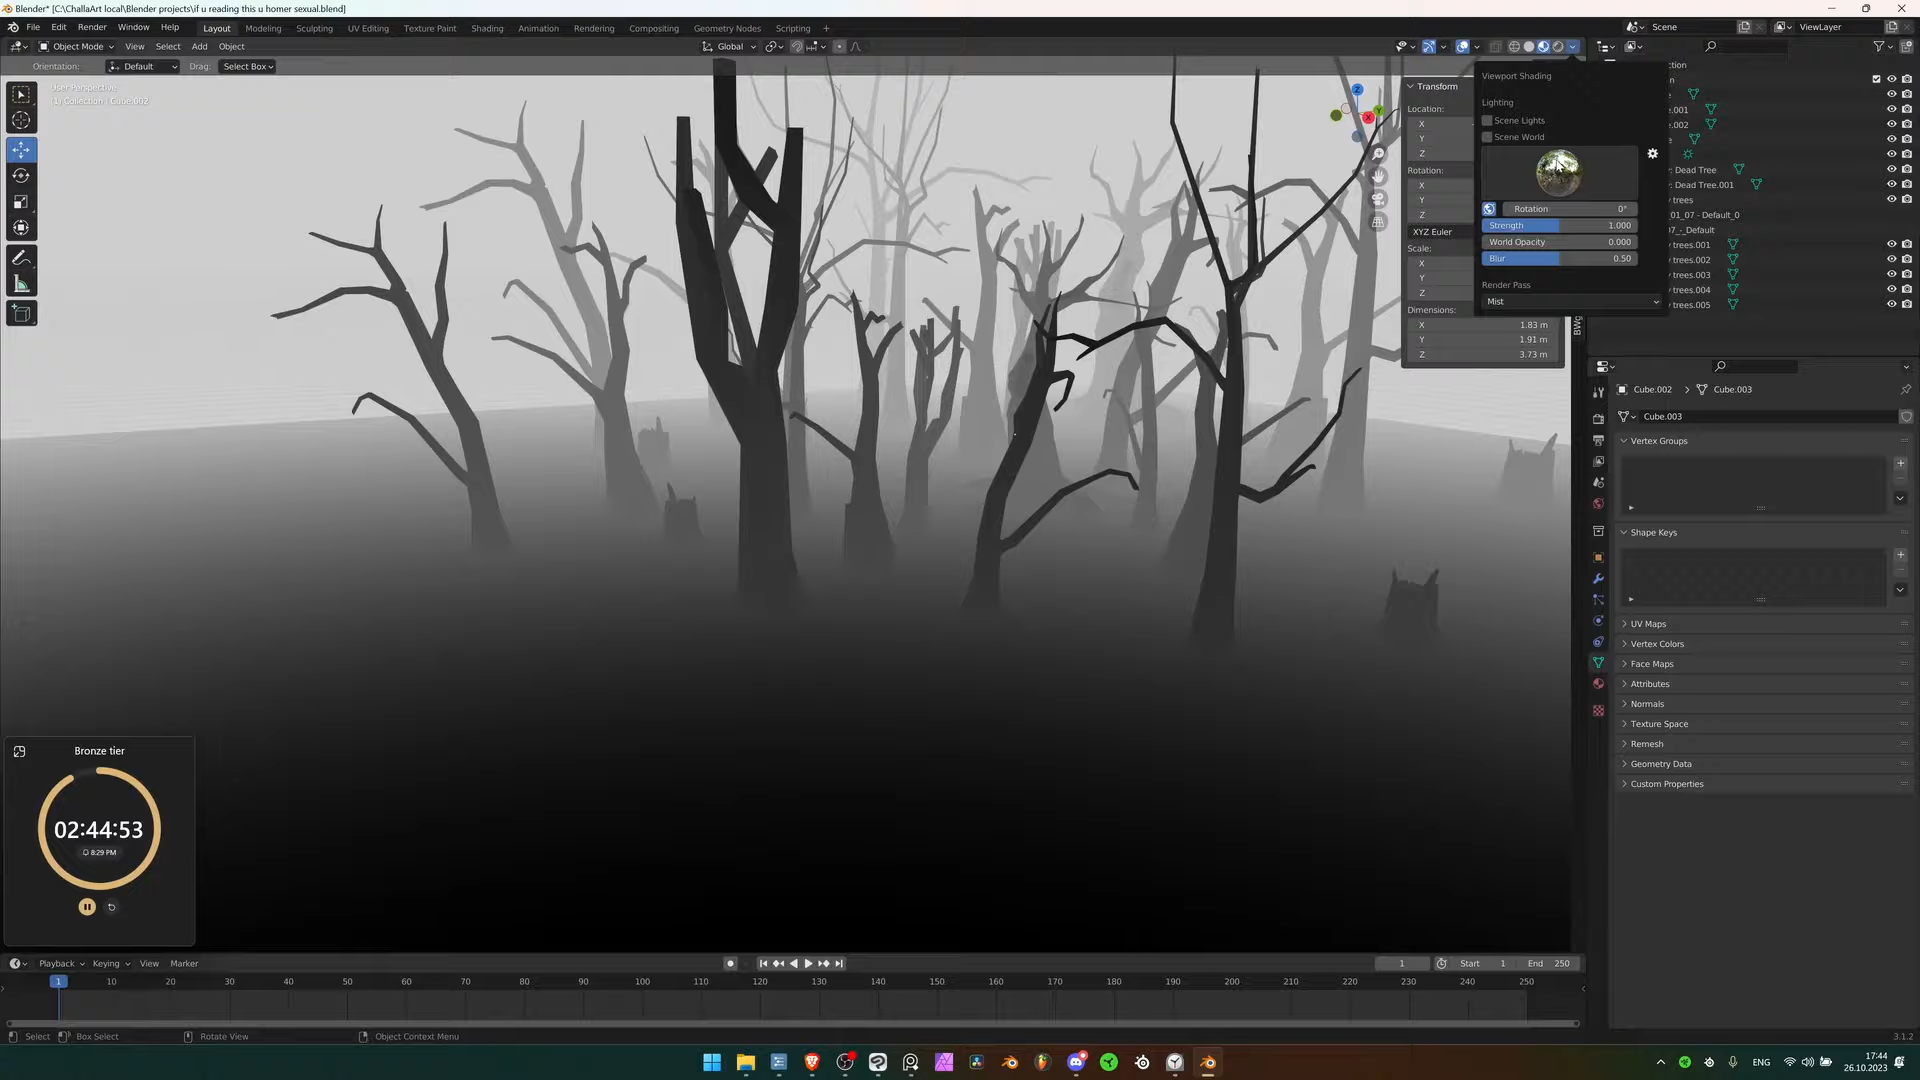 Blender* [C:\ChallaArt local\Blender projects\if u reading this u homer sexual.blend]
File Edit Render Window Help Layout Modeling Sculpting UV Editing Texture Paint Shading Animation Rendering Compositing Geometry Nodes Scripting + Scene ViewLayer
Object Mode View Select Add Object Global
Orientation: Default Drag: Select Box
User Perspective
(1) Collection | Cube.002
Z
Y
X
Transform
Location:
X
Y
Z
Rotation:
X
Y
Z
XYZ Euler
Scale:
X
Y
Z
Dimensions:
X 1.83 m
Y 1.91 m
Z 3.73 m
Viewport Shading
Lighting
Scene Lights
Scene World
Rotation 0°
Strength 1.000
World Opacity 0.000
Blur 0.50
Render Pass
Mist
ction
.001
.002
: Dead Tree
: Dead Tree.001
trees
_01_07 - Default_0
07_-_Default
trees.001
trees.002
trees.003
trees.004
trees.005
Cube.002 > Cube.003
Cube.003
Vertex Groups
Shape Keys
UV Maps
Vertex Colors
Face Maps
Attributes
Normals
Texture Space
Remesh
Geometry Data
Custom Properties
Bronze tier
02:44:53
8:29 PM
Playback Keying View Marker 1 Start 1 End 250
1 10 20 30 40 50 60 70 80 90 100 110 120 130 140 150 160 170 180 190 200 210 220 230 240 250
Select Box Select Rotate View Object Context Menu 3.1.2
ENG 17:44
26.10.2023